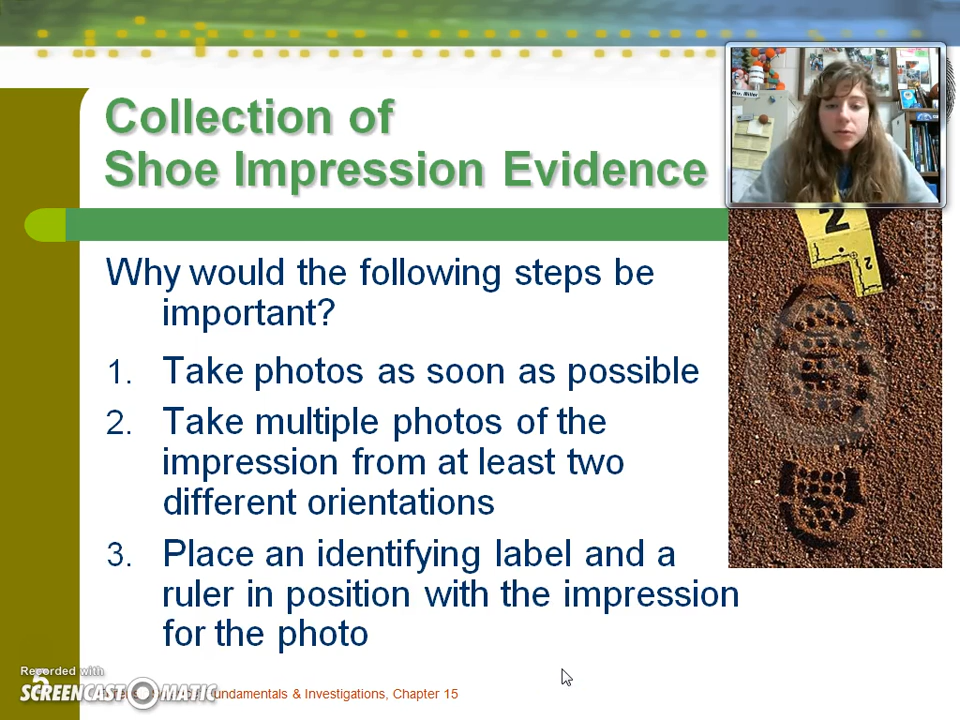 Collection of
Shoe Impression Evidence
Why would the following steps be
important?
1. Take photos as soon as possible
2. Take multiple photos of the
impression from at least two
different orientations
3. Place an identifying label and a
ruler in position with the impression
for the photo
2
2
Recorded with
SCREENCAST-O-MATIC
5
Fundamentals & Investigations, Chapter 15